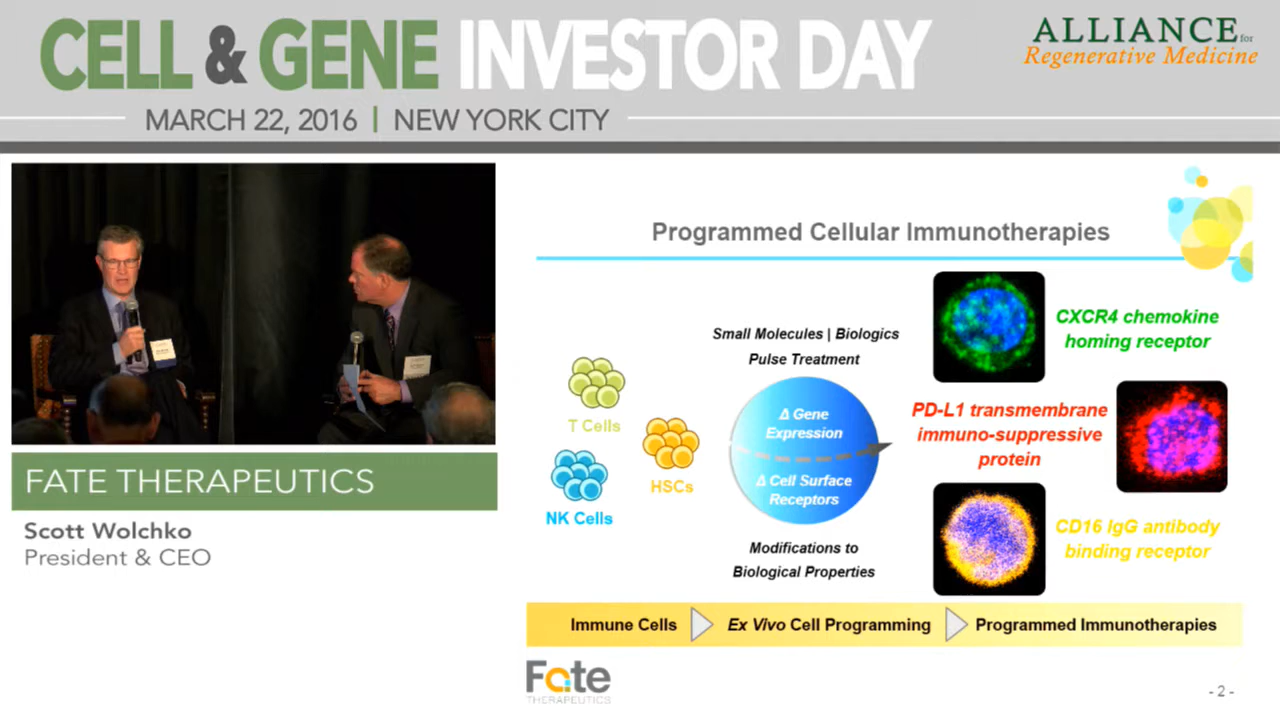 CELL & GENE INVESTOR DAY
MARCH 22, 2016 | NEW YORK CITY
ALLIANCE for
Regenerative Medicine
FATE THERAPEUTICS
Scott Wolchko
President & CEO
Programmed Cellular Immunotherapies
T Cells
HSCs
NK Cells
Small Molecules | Biologics
Pulse Treatment
Δ Gene
Expression
Δ Cell Surface
Receptors
Modifications to
Biological Properties
CXCR4 chemokine
homing receptor
PD-L1 transmembrane
immuno-suppressive
protein
CD16 IgG antibody
binding receptor
Immune Cells
Ex Vivo Cell Programming
Programmed Immunotherapies
Fate
THERAPEUTICS
- 2 -